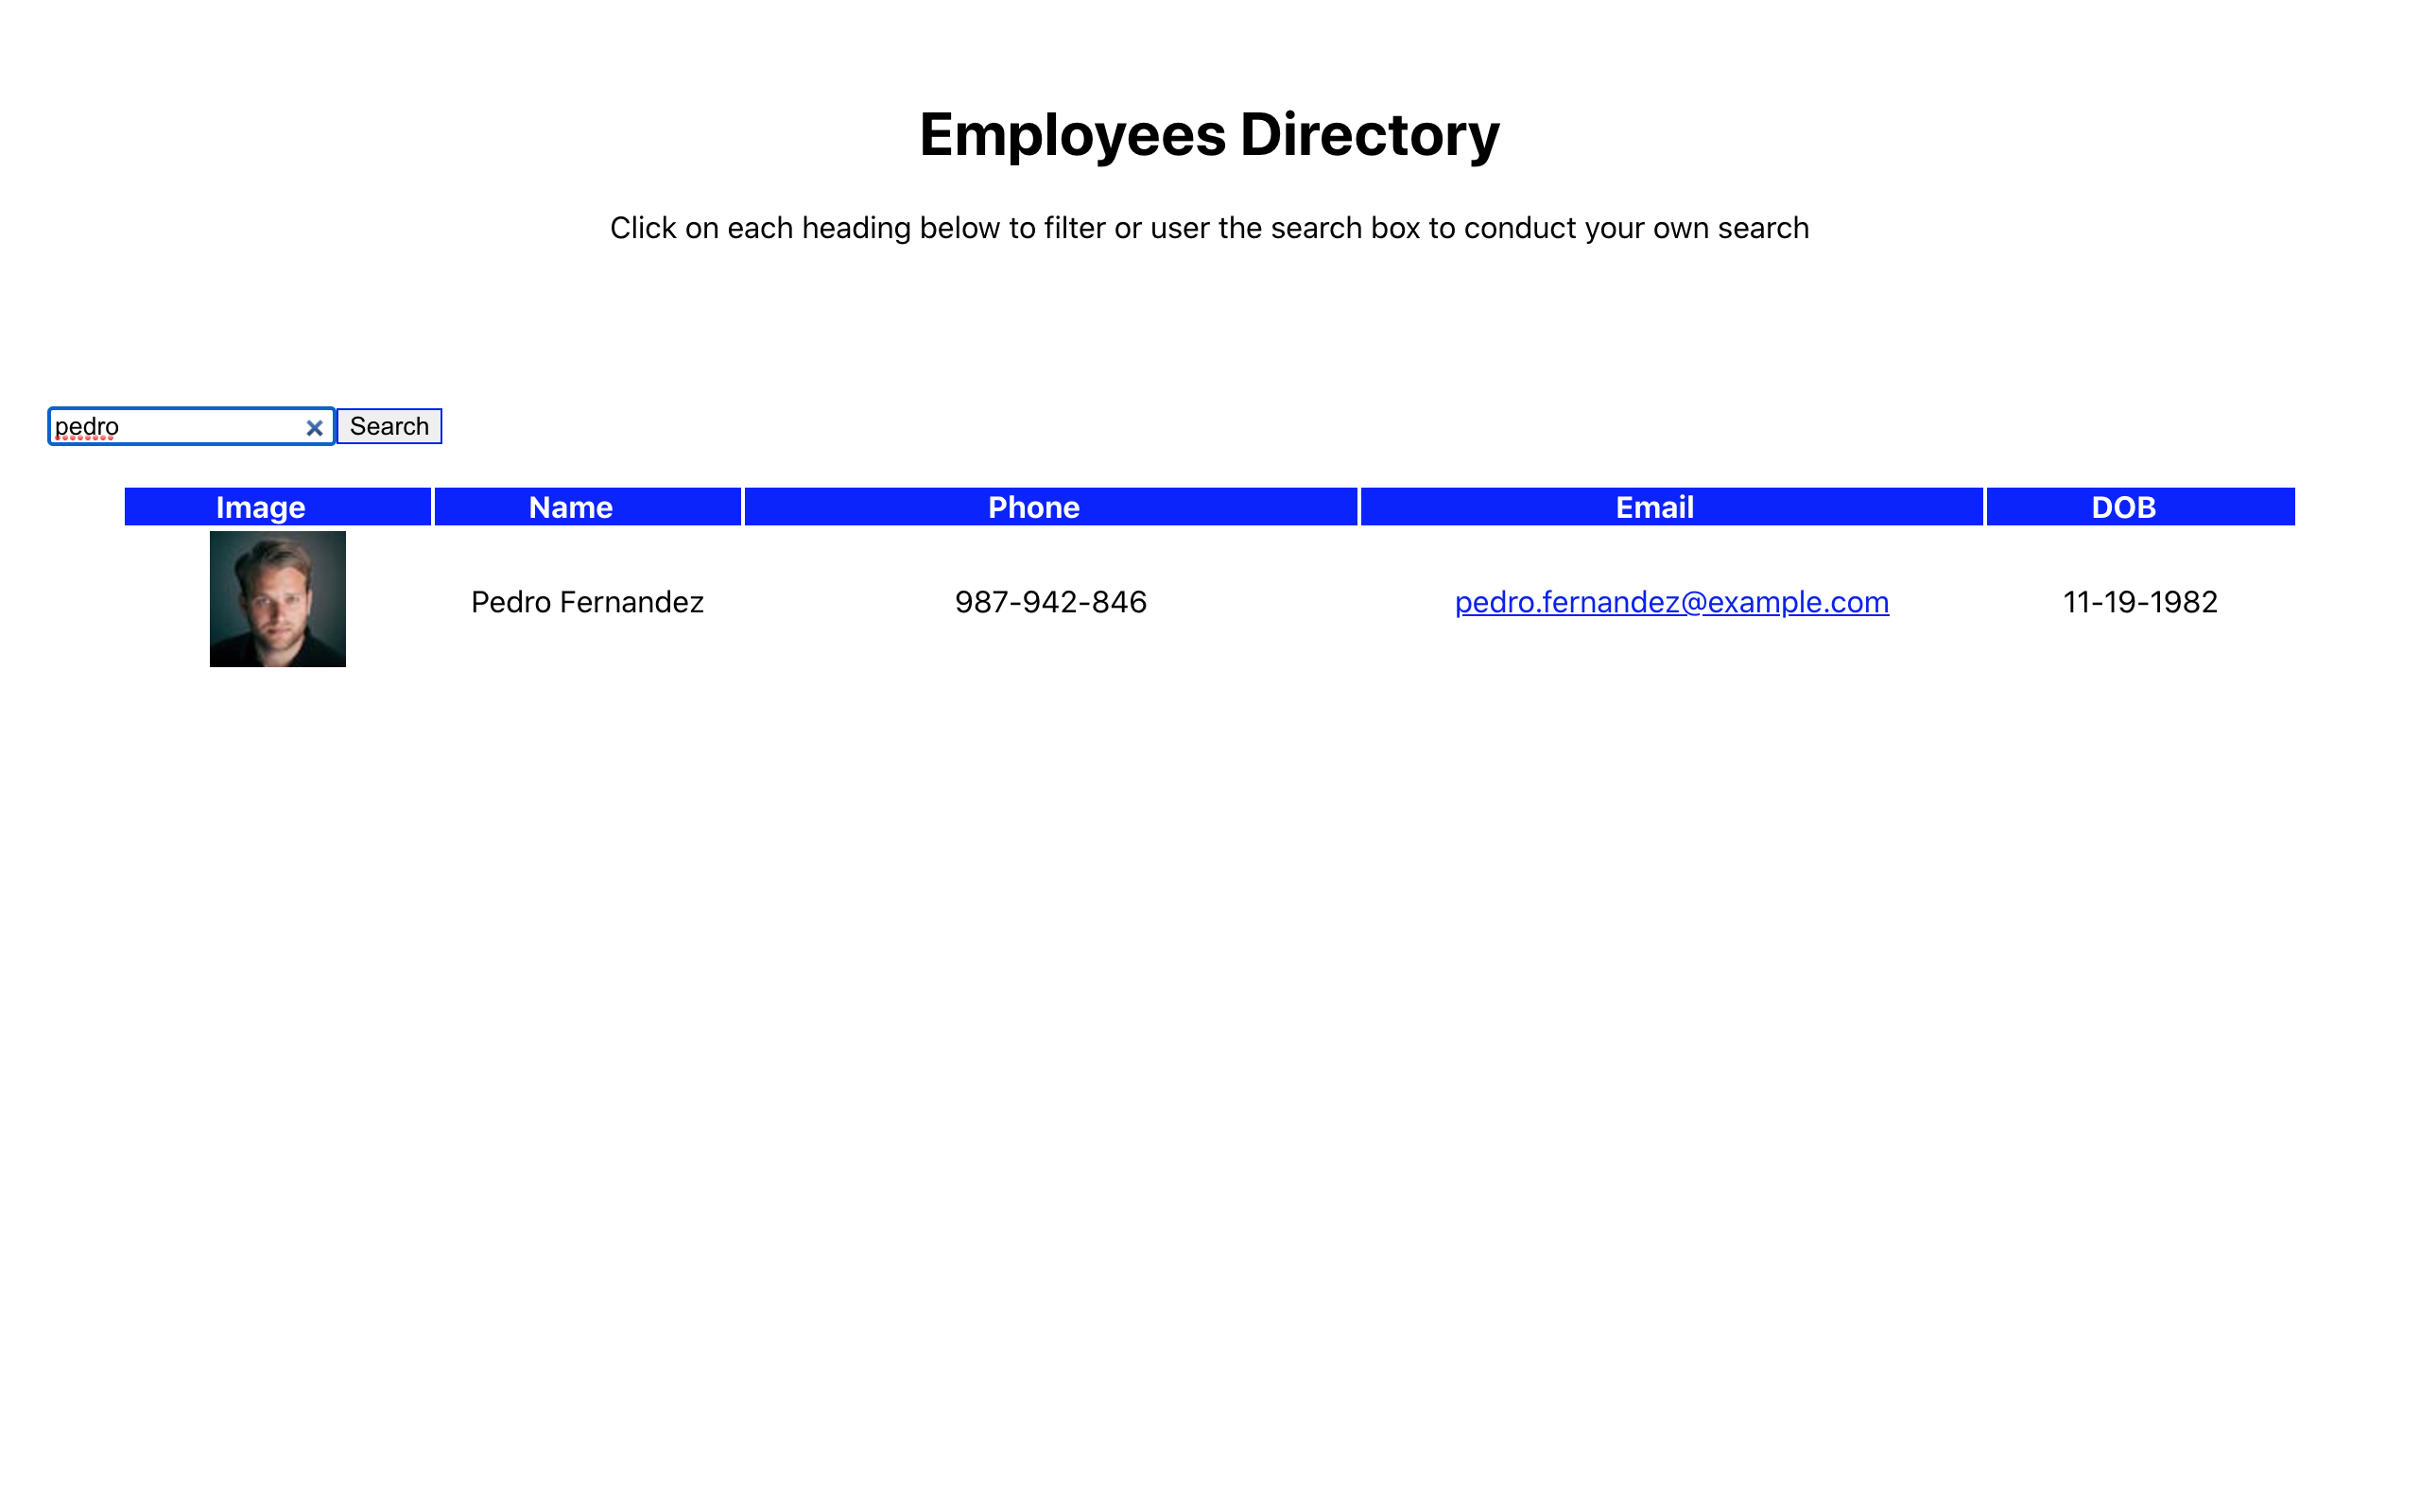 Employees Directory
Click on each heading below to filter or user the search box to conduct your own search
pedro Search
Image Name Phone Email DOB
Pedro Fernandez 987-942-846 pedro.fernandez@example.com 11-19-1982